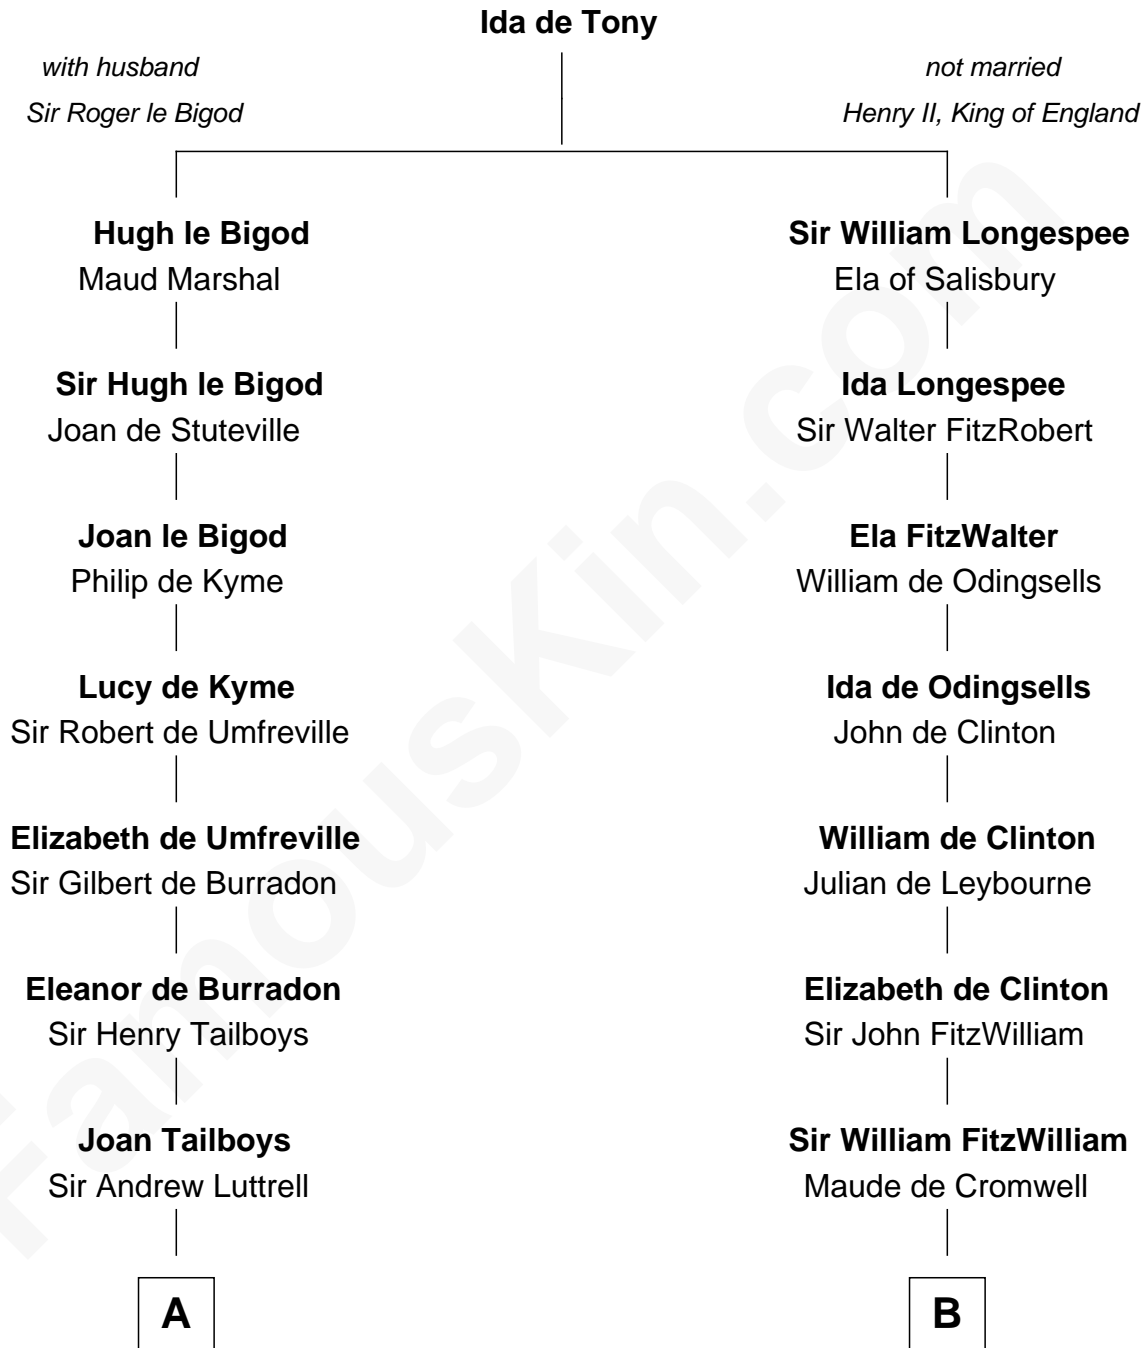 Ida de Tony
with husband
Sir Roger le Bigod
not married
Henry II, King of England
Hugh le Bigod
Maud Marshal
Sir William Longespee
Ela of Salisbury
Sir Hugh le Bigod
Joan de Stuteville
Ida Longespee
Sir Walter FitzRobert
Joan le Bigod
Philip de Kyme
Ela FitzWalter
William de Odingsells
Lucy de Kyme
Sir Robert de Umfreville
Ida de Odingsells
John de Clinton
Elizabeth de Umfreville
Sir Gilbert de Burradon
William de Clinton
Julian de Leybourne
Eleanor de Burradon
Sir Henry Tailboys
Elizabeth de Clinton
Sir John FitzWilliam
Joan Tailboys
Sir Andrew Luttrell
Sir William FitzWilliam
Maude de Cromwell
A
B
FamousKin.com